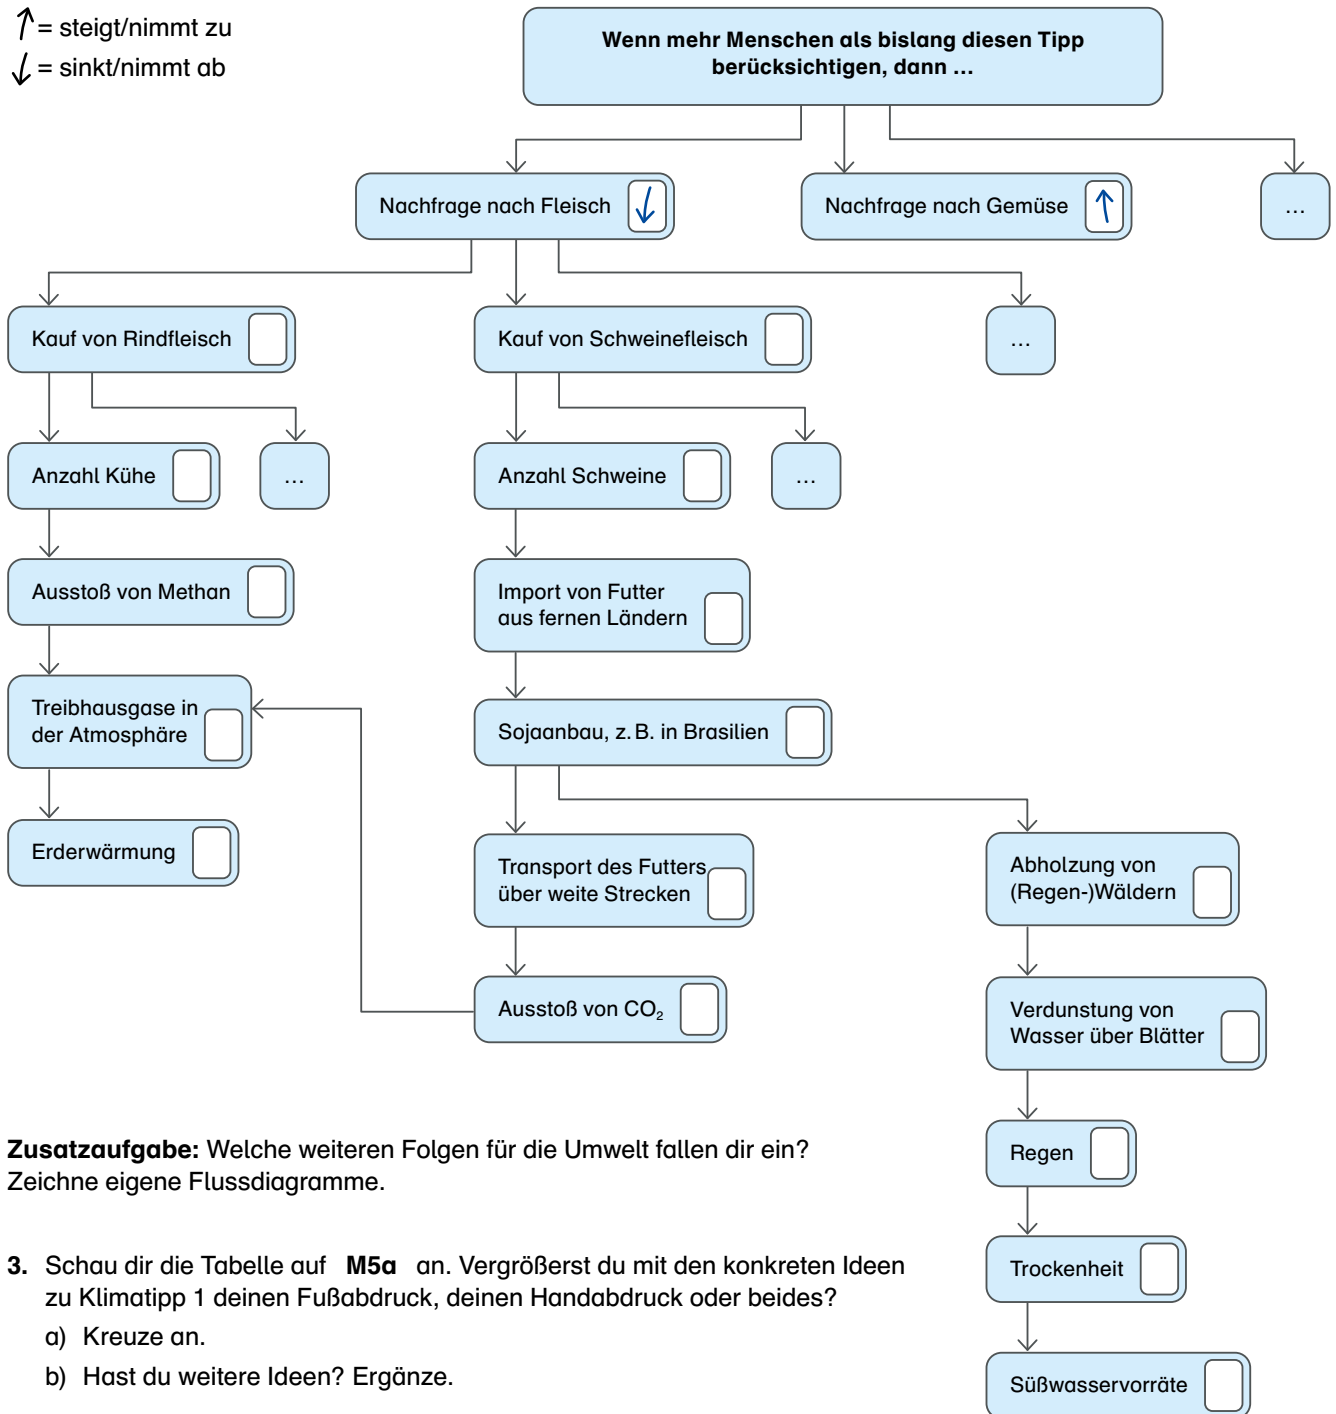 = steigt/nimmt zu
= sinkt/nimmt ab
Wenn mehr Menschen als bislang diesen Tipp
berücksichtigen, dann ...
Nachfrage nach Fleisch
Nachfrage nach Gemüse
...
Kauf von Rindfleisch
Kauf von Schweinefleisch
...
Anzahl Kühe
...
Anzahl Schweine
...
Ausstoß von Methan
Import von Futter
aus fernen Ländern
Treibhausgase in
der Atmosphäre
Sojaanbau, z. B. in Brasilien
Erderwärmung
Transport des Futters
über weite Strecken
Abholzung von
(Regen-)Wäldern
Ausstoß von CO₂
Verdunstung von
Wasser über Blätter
Regen
Trockenheit
Süßwasservorräte
Zusatzaufgabe: Welche weiteren Folgen für die Umwelt fallen dir ein?
Zeichne eigene Flussdiagramme.
3. Schau dir die Tabelle auf M5a an. Vergrößerst du mit den konkreten Ideen
zu Klimatipp 1 deinen Fußabdruck, deinen Handabdruck oder beides?
a) Kreuze an.
b) Hast du weitere Ideen? Ergänze.